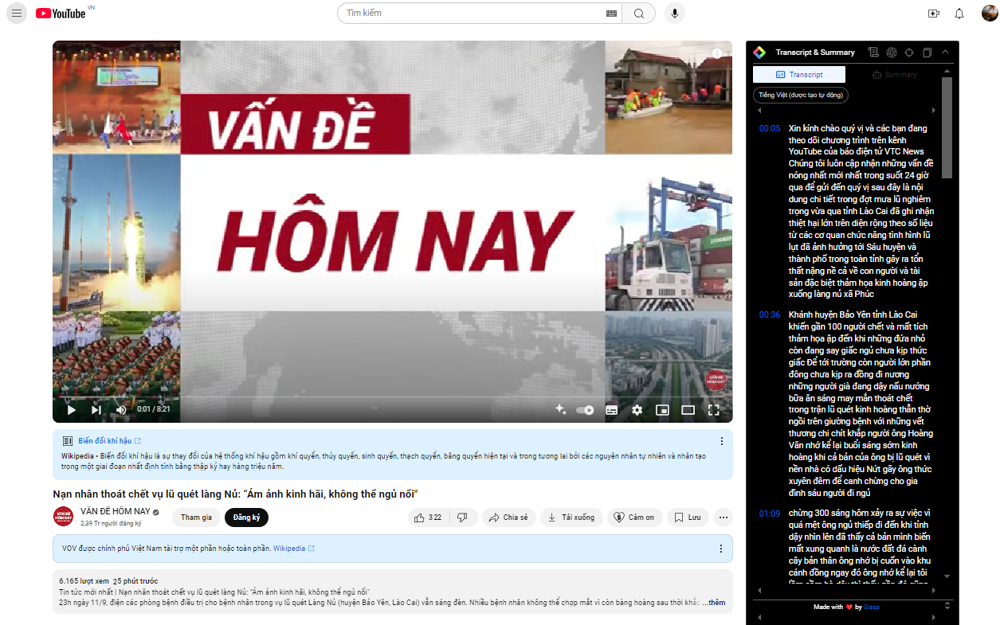 YouTube VN
Tìm kiếm
VẤN ĐỀ
HÔM NAY
VẤN ĐỀ
HÔM NAY
0:01 / 8:21
Biến đổi khí hậu
Wikipedia • Biến đổi khí hậu là sự thay đổi của hệ thống khí hậu gồm khí quyển, thủy quyển, sinh quyển, thạch quyển, băng quyển hiện tại và trong tương lai bởi các nguyên nhân tự nhiên và nhân tạo
trong một giai đoạn nhất định tính bằng thập kỷ hay hàng triệu năm.
Nạn nhân thoát chết vụ lũ quét làng Nủ: “Ám ảnh kinh hãi, không thể ngủ nổi"
VẤN ĐỀ HÔM NAY
2,39 Tr người đăng ký
Tham gia
Đăng ký
322
Chia sẻ
Tải xuống
Cảm ơn
Lưu
VOV được chính phủ Việt Nam tài trợ một phần hoặc toàn phần. Wikipedia
6.165 lượt xem 25 phút trước
Tin tức mới nhất | Nạn nhân thoát chết vụ lũ quét làng Nủ: “Ám ảnh kinh hãi, không thể ngủ nổi”
23h ngày 11/9, điện các phòng bệnh điều trị cho bệnh nhân trong vụ lũ quét Làng Nủ (huyện Bảo Yên, Lào Cai) vẫn sáng đèn. Nhiều bệnh nhân không thể chợp mắt vì còn bàng hoàng sau thời khắc ...thêm
Transcript & Summary
Transcript
Summary
Tiếng Việt (được tạo tự động)
00:05 Xin kính chào quý vị và các bạn đang
theo dõi chương trình trên kênh
YouTube của báo điện tử VTC News
Chúng tôi luôn cập nhận những vấn đề
nóng nhất mới nhất trong suốt 24 giờ
qua để gửi đến quý vị sau đây là nội
dung chi tiết trong đợt mưa lũ nghiêm
trọng vừa qua tỉnh Lào Cai đã ghi nhận
thiệt hại lớn trên diện rộng theo số liệu
từ các cơ quan chức năng tình hình lũ
lụt đã ảnh hưởng tới Sáu huyện và
thành phố trong toàn tỉnh gây ra tổn
thất nặng nề cả về con người và tài
sản đặc biệt thảm họa kinh hoàng ập
xuống làng nủ xã Phúc
00:36 Khánh huyện Bảo Yên tỉnh Lào Cai
khiến gần 100 người chết và mất tích
thảm họa ập đến khi những đứa nhỏ
còn đang say giấc ngủ chưa kịp thức
giấc Để tới trường còn người lớn phần
đông chưa kịp ra đồng đi nương
những người già đang dậy nấu nướng
bữa ăn sáng may mắn thoát chết
trong trận lũ quét kinh hoàng thẫn thờ
ngồi trên giường bệnh với những vết
thương chi chít khắp người ông Hoàng
Văn nhớ kể lại buổi sáng sớm kinh
hoàng khi cả bản của ông bị lũ quét vì
nền nhà có dấu hiệu Nứt gãy ông thức
xuyên đêm để canh chừng cho gia
đình sáu người đi ngủ
01:09 chừng 300 sáng hôm xảy ra sự việc vì
quá mệt ông ngủ thiếp đi đến khi tỉnh
dậy nhìn lên đã thấy cả bản mình biến
mất xung quanh là nước đất đá cành
cây bản thân ông nhớ bị cuốn vào khu
cánh đồng ngay đó ông nhớ kể lại tôi
Made with ❤ by Glasp